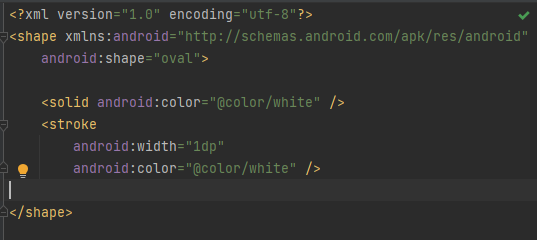 <?xml version="1.0" encoding="utf-8"?>
<shape xmlns:android="http://schemas.android.com/apk/res/android"
    android:shape="oval">

    <solid android:color="@color/white" />
    <stroke
        android:width="1dp"
        android:color="@color/white" />

</shape>